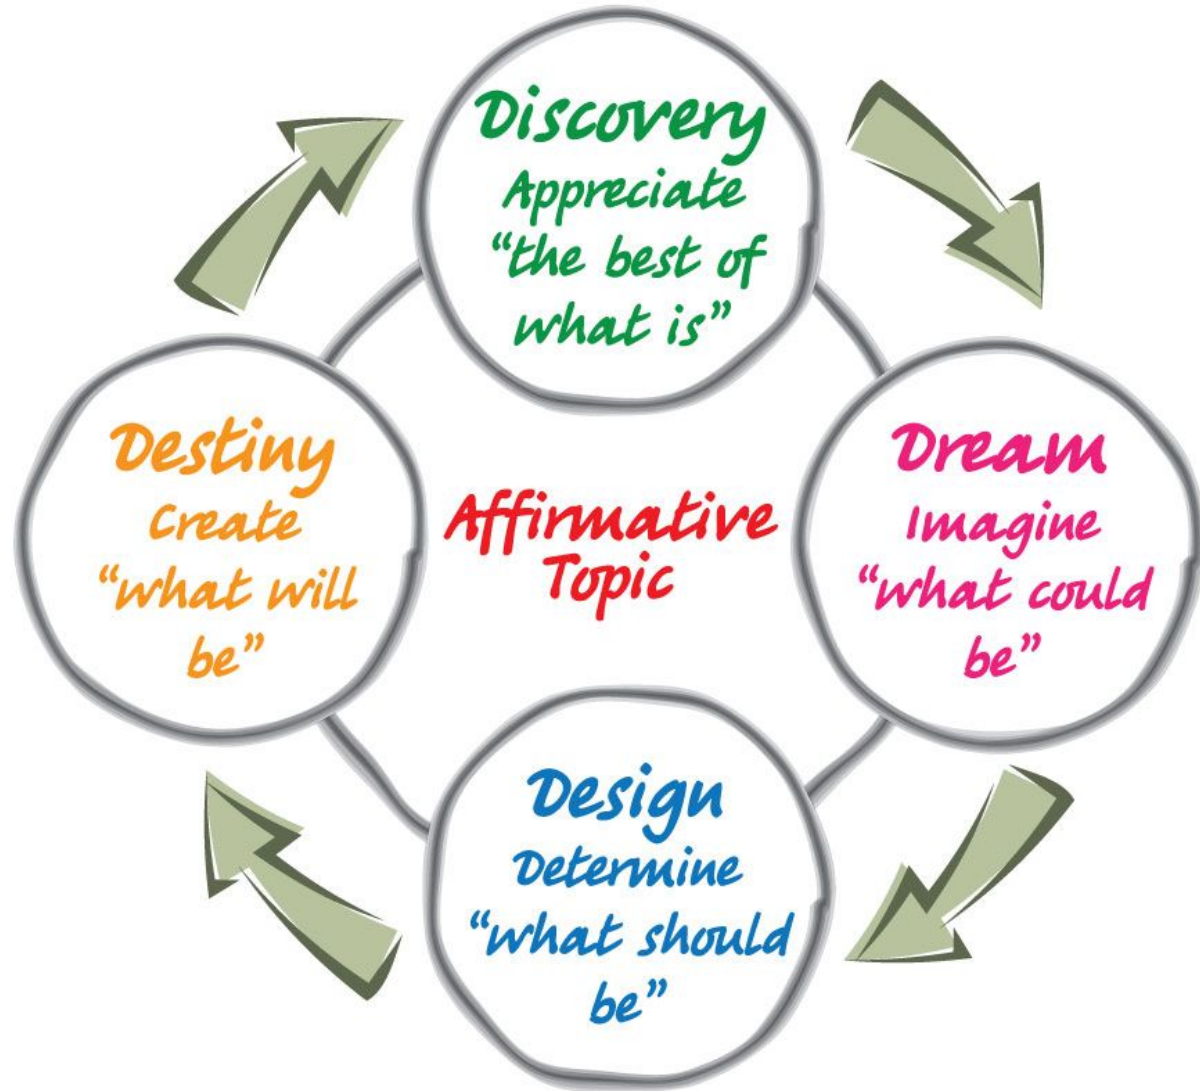 Discovery
Appreciate
“the best of
what is”
Dream
Imagine
“what could
be”
Design
Determine
“what should
be”
Destiny
Create
“what will
be”
Affirmative
Topic